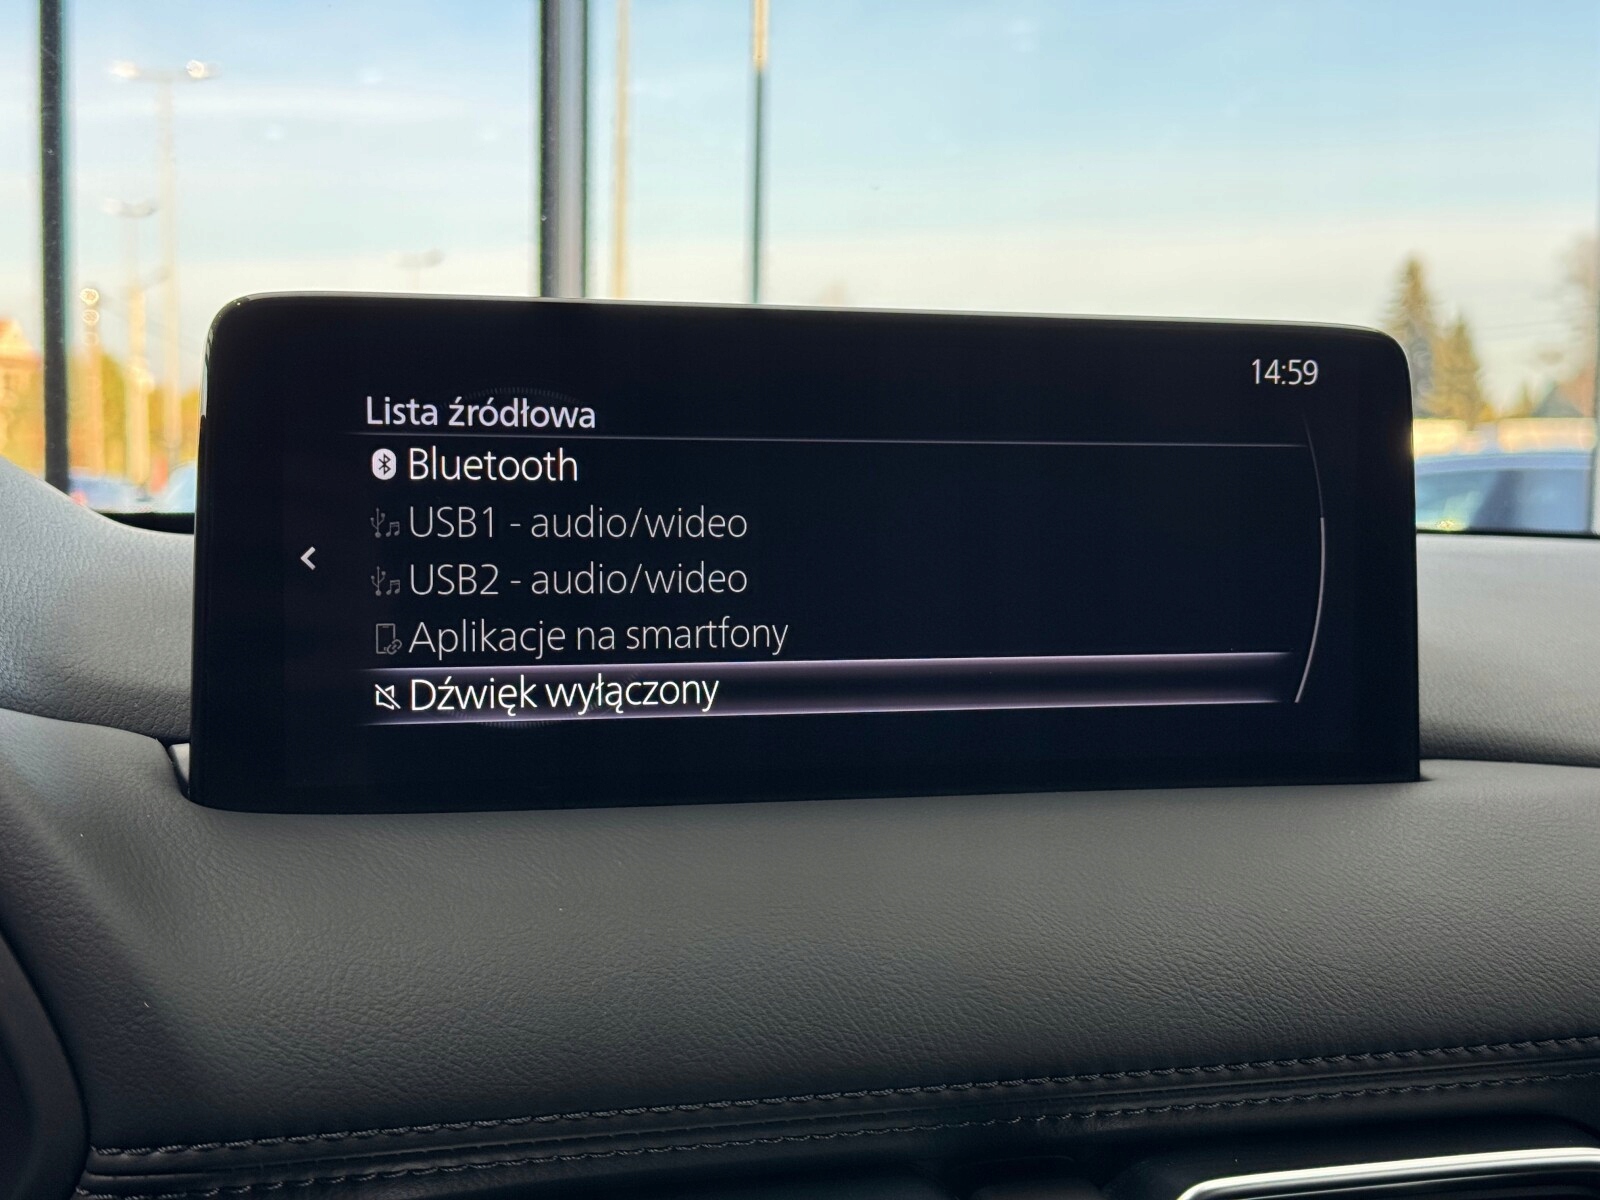 14:59
Lista źródłowa
Bluetooth
USB1 - audio/wideo
USB2 - audio/wideo
Aplikacje na smartfony
Dźwięk wyłączony